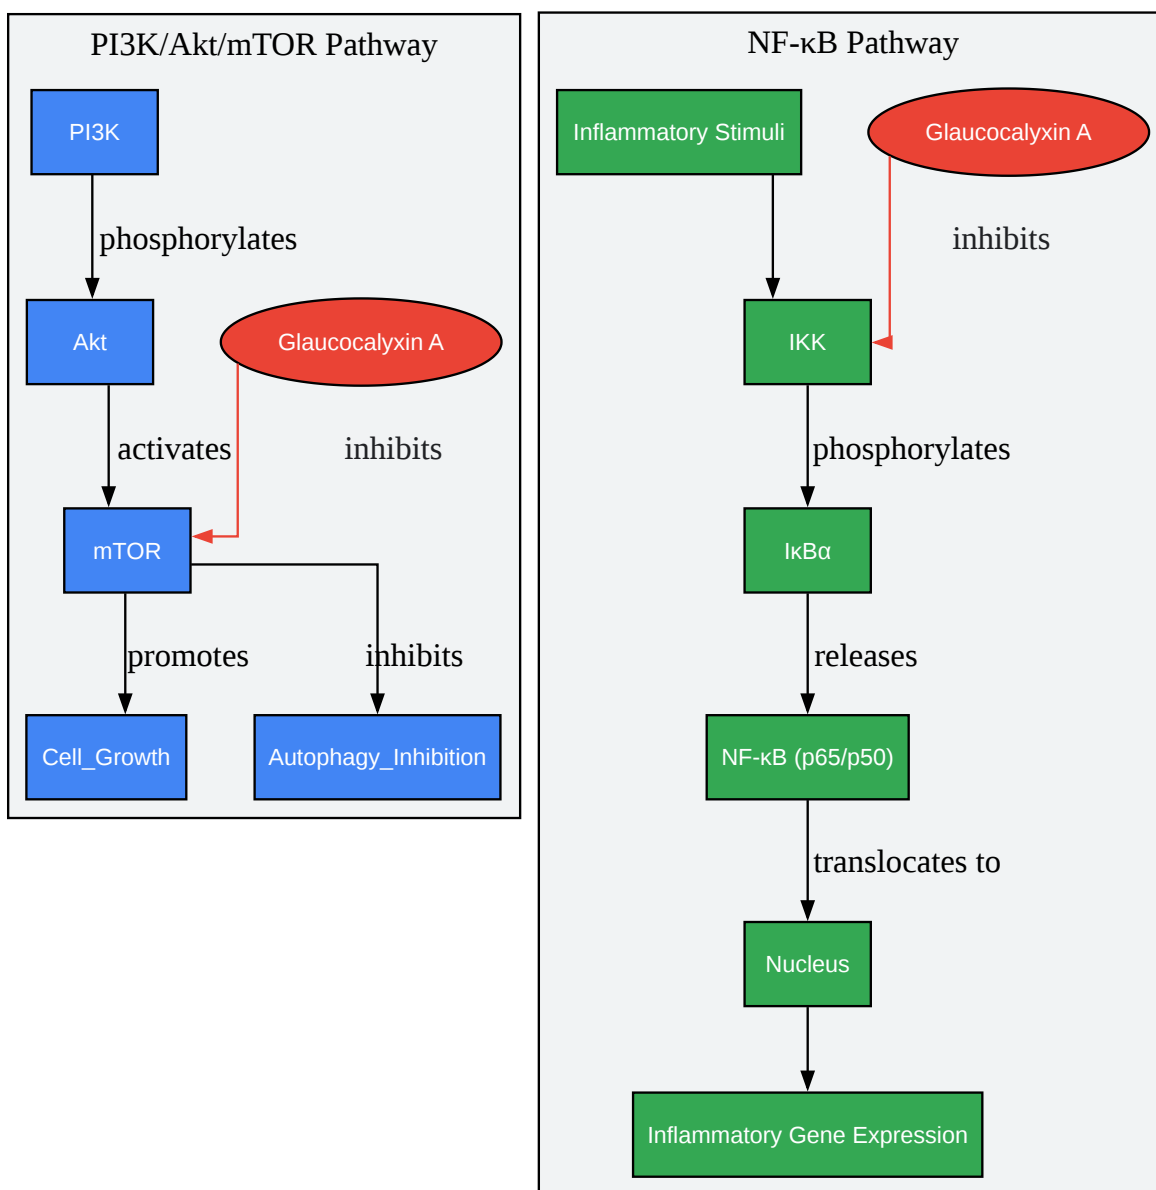 PI3K/Akt/mTOR Pathway
PI3K
phosphorylates
Akt
Glaucocalyxin A
activates
inhibits
mTOR
promotes
inhibits
Cell_Growth
Autophagy_Inhibition
NF-κB Pathway
Inflammatory Stimuli
Glaucocalyxin A
inhibits
IKK
phosphorylates
IκBα
releases
NF-κB (p65/p50)
translocates to
Nucleus
Inflammatory Gene Expression